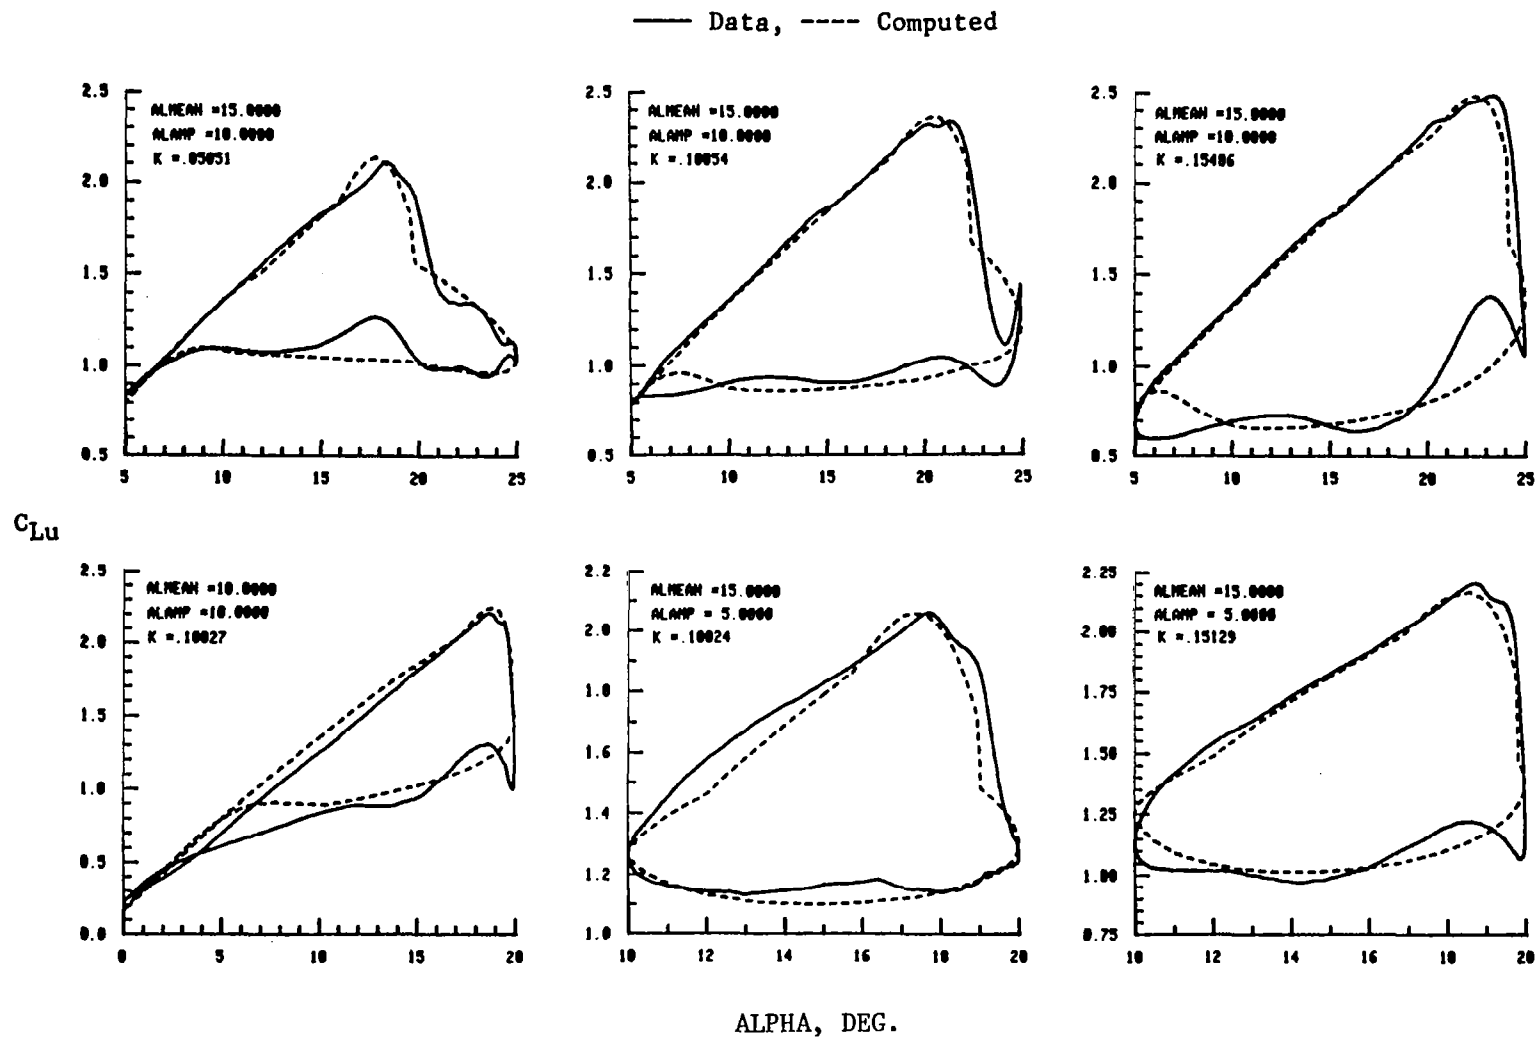 Data, Computed
ALMEAN =15.0000
ALAMP =10.0000
K =.05051
2.5
2.0
1.5
1.0
0.5
5 10 15 20 25
ALMEAN =15.0000
ALAMP =10.0000
K =.10054
2.5
2.0
1.5
1.0
0.5
5 10 15 20 25
ALMEAN =15.0000
ALAMP =10.0000
K =.15406
2.5
2.0
1.5
1.0
0.5
5 10 15 20 25
CLu
ALMEAN =10.0000
ALAMP =10.0000
K =.10027
2.5
2.0
1.5
1.0
0.5
0.0
0 5 10 15 20
ALMEAN =15.0000
ALAMP = 5.0000
K =.10024
2.2
2.0
1.8
1.6
1.4
1.2
1.0
10 12 14 16 18 20
ALMEAN =15.0000
ALAMP = 5.0000
K =.15129
2.25
2.00
1.75
1.50
1.25
1.00
0.75
10 12 14 16 18 20
ALPHA, DEG.